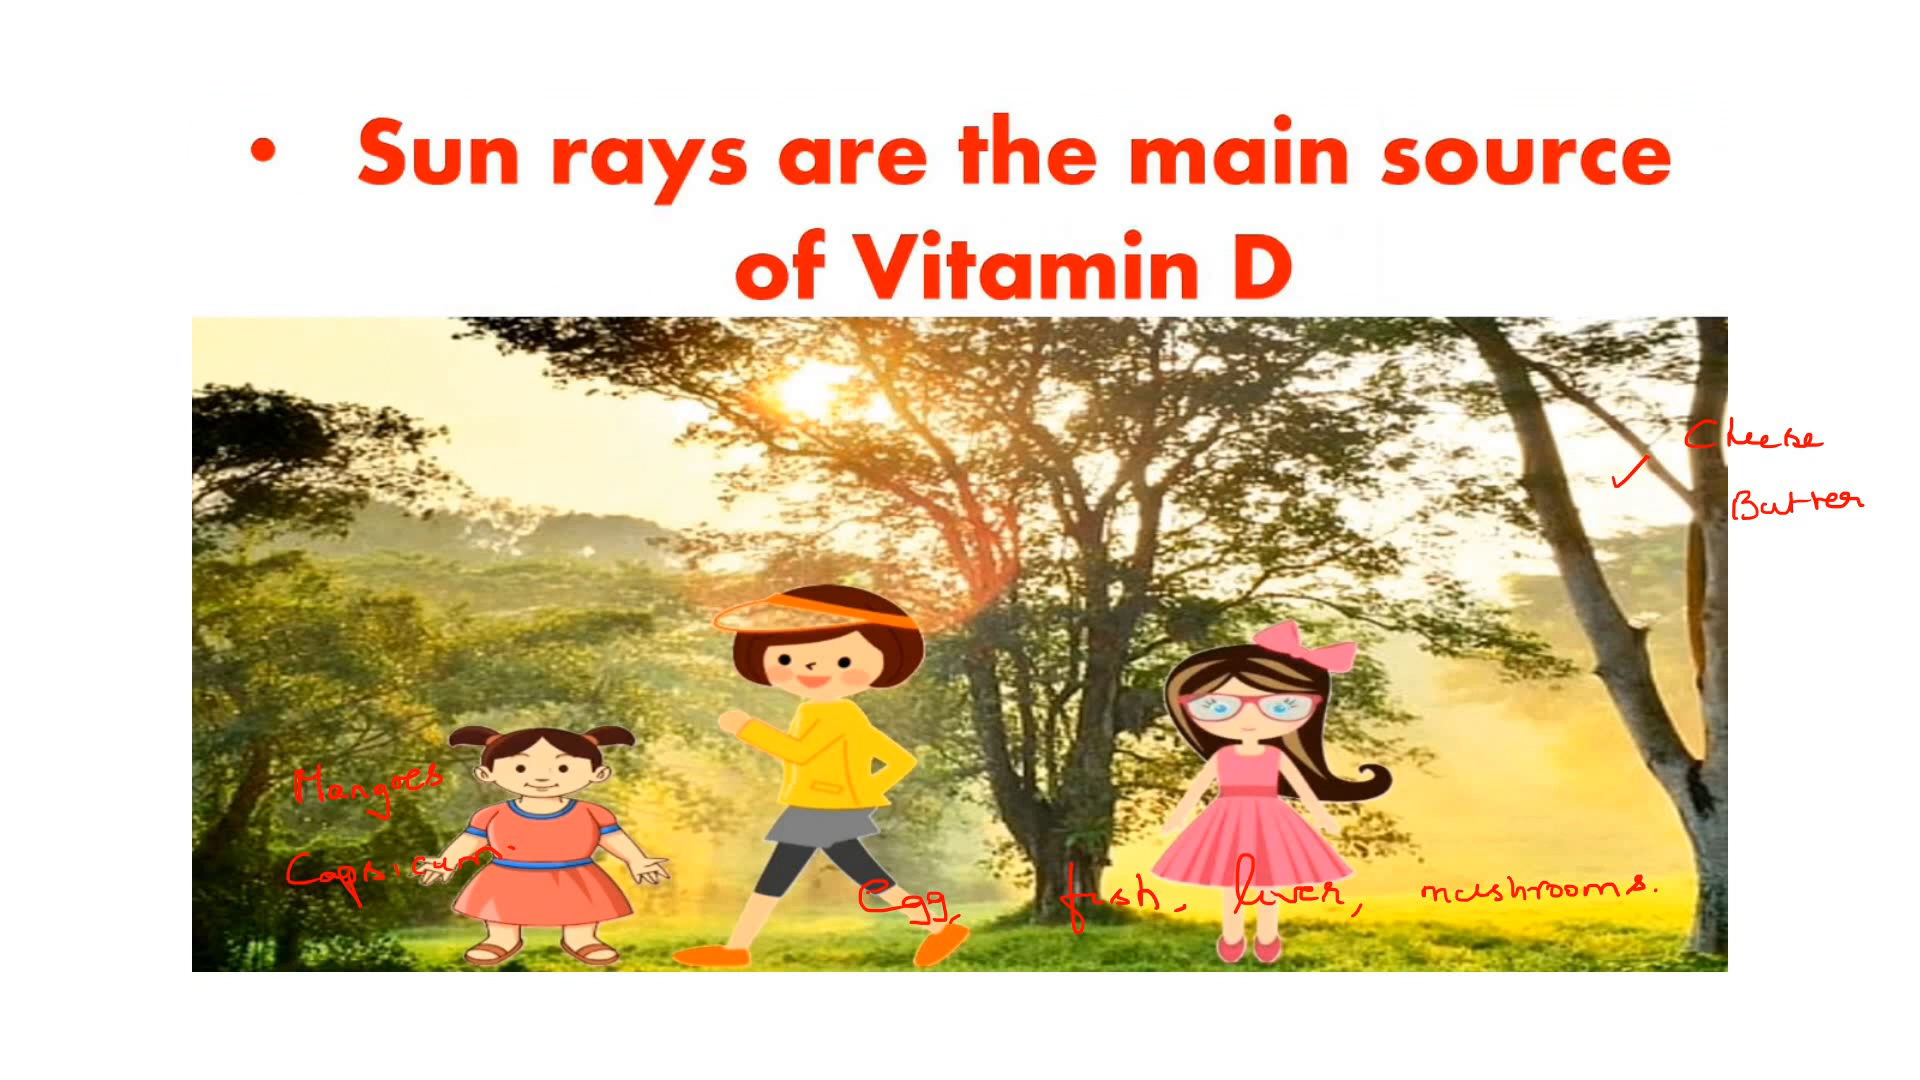 • Sun rays are the main source
of Vitamin D
Cheese
Butter
Mangoes
Capsicum.
Egg, fish, liver, mushrooms.